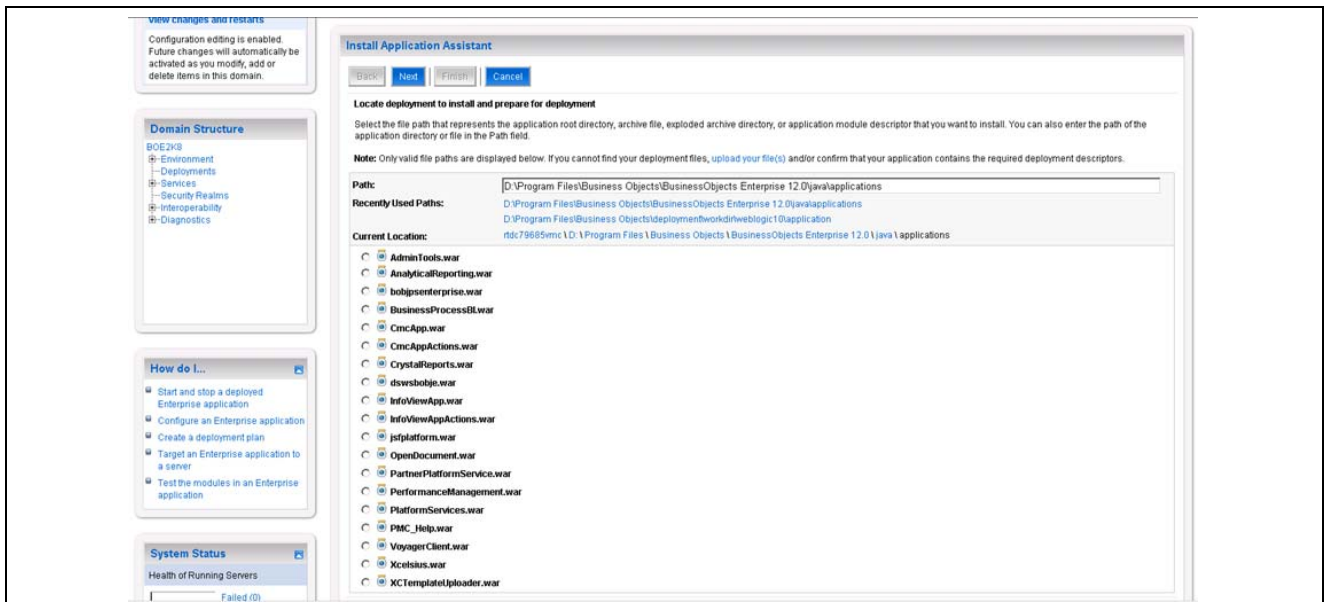 View changes and restarts
Configuration editing is enabled.
Future changes will automatically be
activated as you modify, add or
delete items in this domain.
Domain Structure
BOE2K8
Environment
Deployments
Services
Security Realms
Interoperability
Diagnostics
How do I...
Start and stop a deployed
Enterprise application
Configure an Enterprise application
Create a deployment plan
Target an Enterprise application to
a server
Test the modules in an Enterprise
application
System Status
Health of Running Servers
Failed (0)
Install Application Assistant
Back Next Finish Cancel
Locate deployment to install and prepare for deployment
Select the file path that represents the application root directory, archive file, exploded archive directory, or application module descriptor that you want to install. You can also enter the path of the
application directory or file in the Path field.
Note: Only valid file paths are displayed below. If you cannot find your deployment files, upload your file(s) and/or confirm that your application contains the required deployment descriptors.
Path: D:\Program Files\Business Objects\BusinessObjects Enterprise 12.0\java\applications
Recently Used Paths: D:\Program Files\Business Objects\BusinessObjects Enterprise 12.0\java\applications
D:\Program Files\Business Objects\deployment\workdir\weblogic10\application
Current Location: rtdc79685vmc \ D: \ Program Files \ Business Objects \ BusinessObjects Enterprise 12.0 \ java \ applications
AdminTools.war
AnalyticalReporting.war
bobjpsenterprise.war
BusinessProcessBI.war
CmcApp.war
CmcAppActions.war
CrystalReports.war
dswsbobje.war
InfoViewApp.war
InfoViewAppActions.war
jsfplatform.war
OpenDocument.war
PartnerPlatformService.war
PerformanceManagement.war
PlatformServices.war
PMC_Help.war
VoyagerClient.war
Xcelsius.war
XCTemplateUploader.war